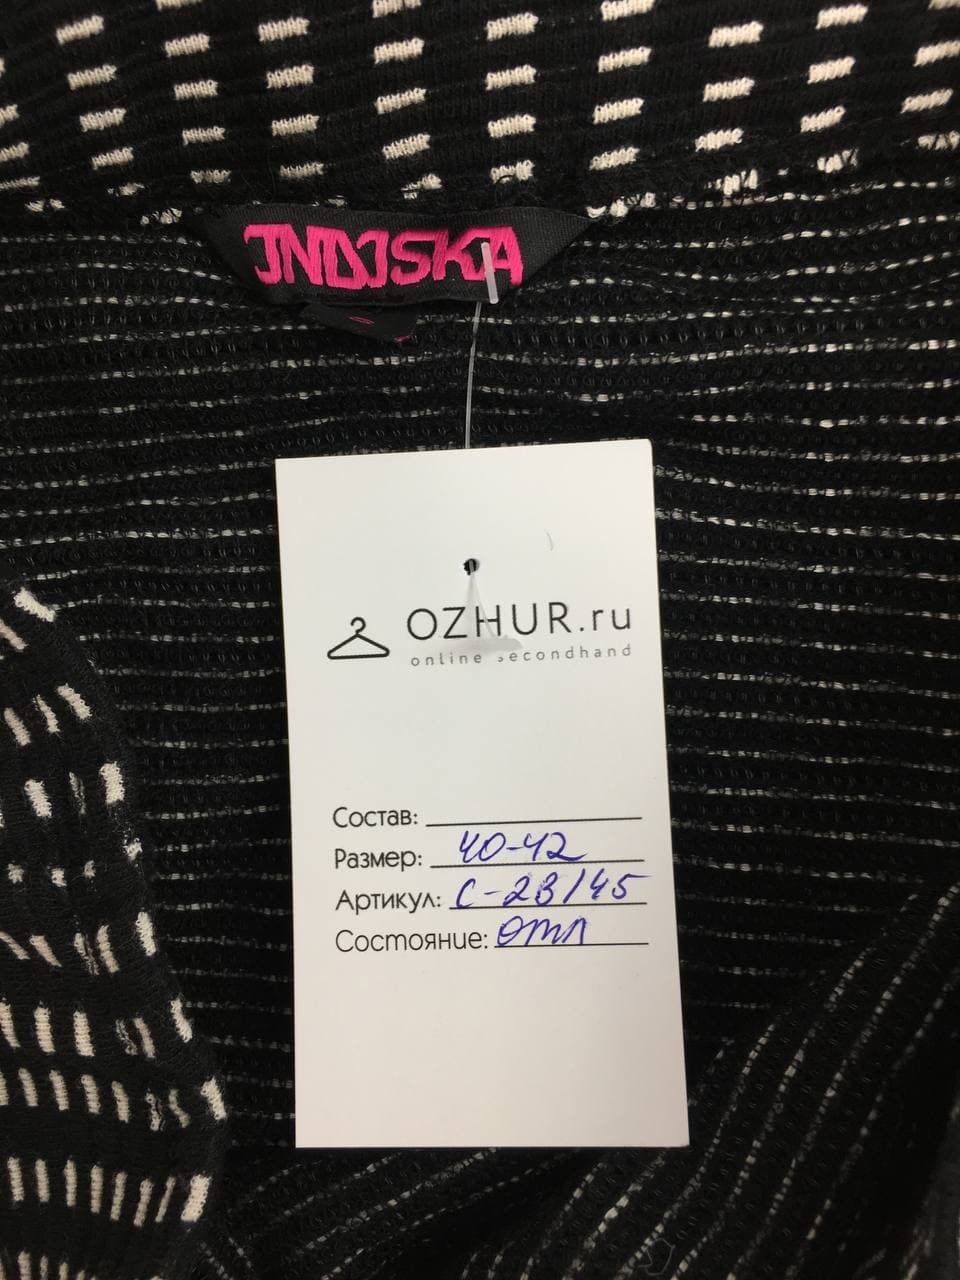 INDISKA
OZHUR.ru
online secondhand
Состав:
Размер: 40-42
Артикул: С-23/45
Состояние: отл